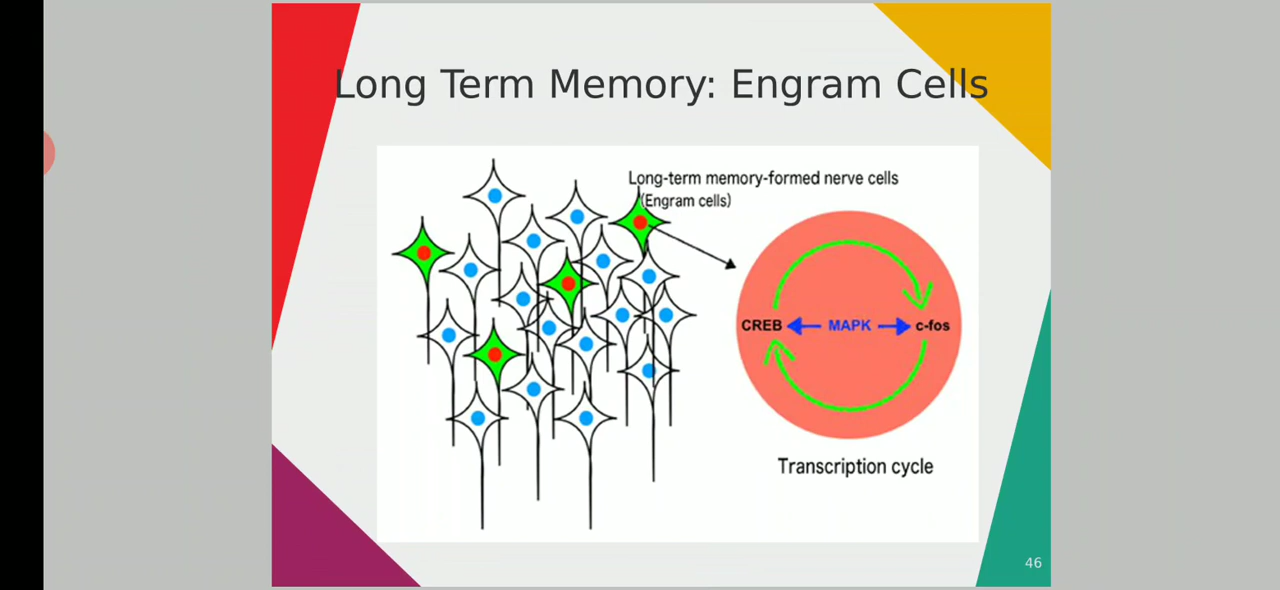 Long Term Memory: Engram Cells
Long-term memory-formed nerve cells
(Engram cells)
CREB MAPK c-fos
Transcription cycle
46